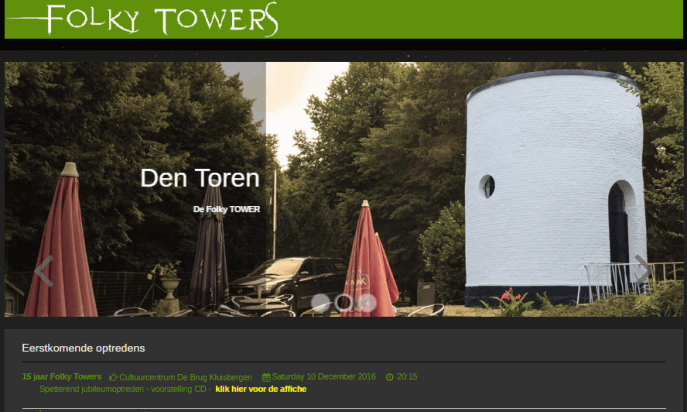 FOLKY TOWERS
Den Toren
De Folky TOWER
Eerstkomende optredens
15 jaar Folky Towers Cultuurcentrum De Brug Kluisbergen Saturday 10 December 2016 20:15
Spetterend jubileumoptreden - voorstelling CD - klik hier voor de affiche